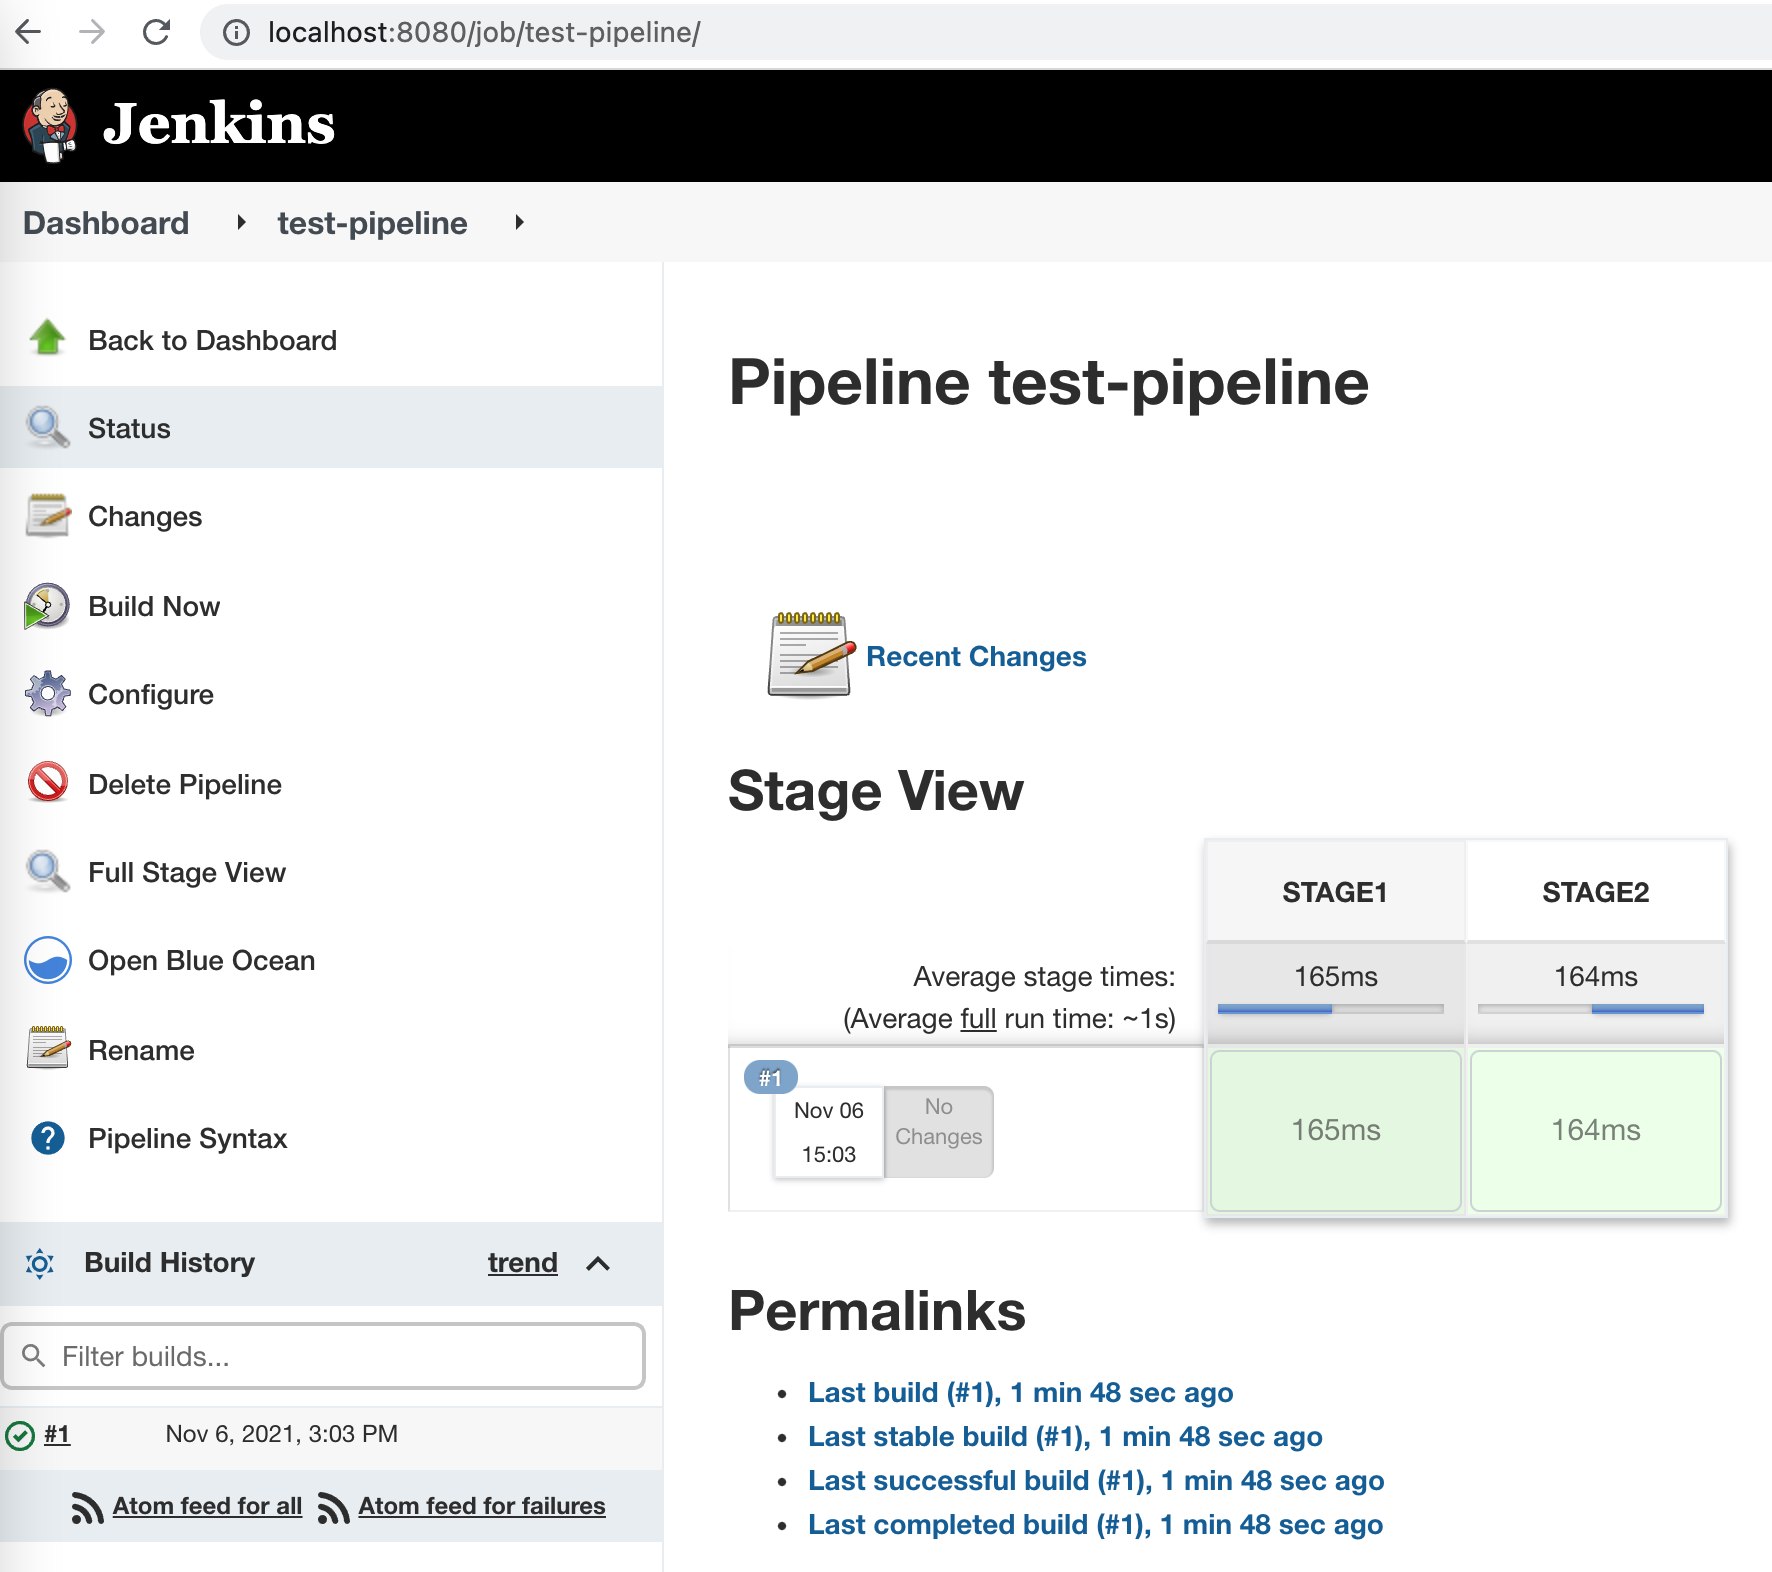 localhost:8080/job/test-pipeline/
Jenkins
Dashboard
test-pipeline
Back to Dashboard
Status
Changes
Build Now
Configure
Delete Pipeline
Full Stage View
Open Blue Ocean
Rename
? Pipeline Syntax
Build History trend
Filter builds...
#1 Nov 6, 2021, 3:03 PM
Atom feed for all Atom feed for failures
Pipeline test-pipeline
Recent Changes
Stage View
STAGE1 STAGE2
Average stage times: 165ms 164ms
(Average full run time: ~1s)
#1
Nov 06
15:03
No
Changes
165ms 164ms
Permalinks
• Last build (#1), 1 min 48 sec ago
• Last stable build (#1), 1 min 48 sec ago
• Last successful build (#1), 1 min 48 sec ago
• Last completed build (#1), 1 min 48 sec ago